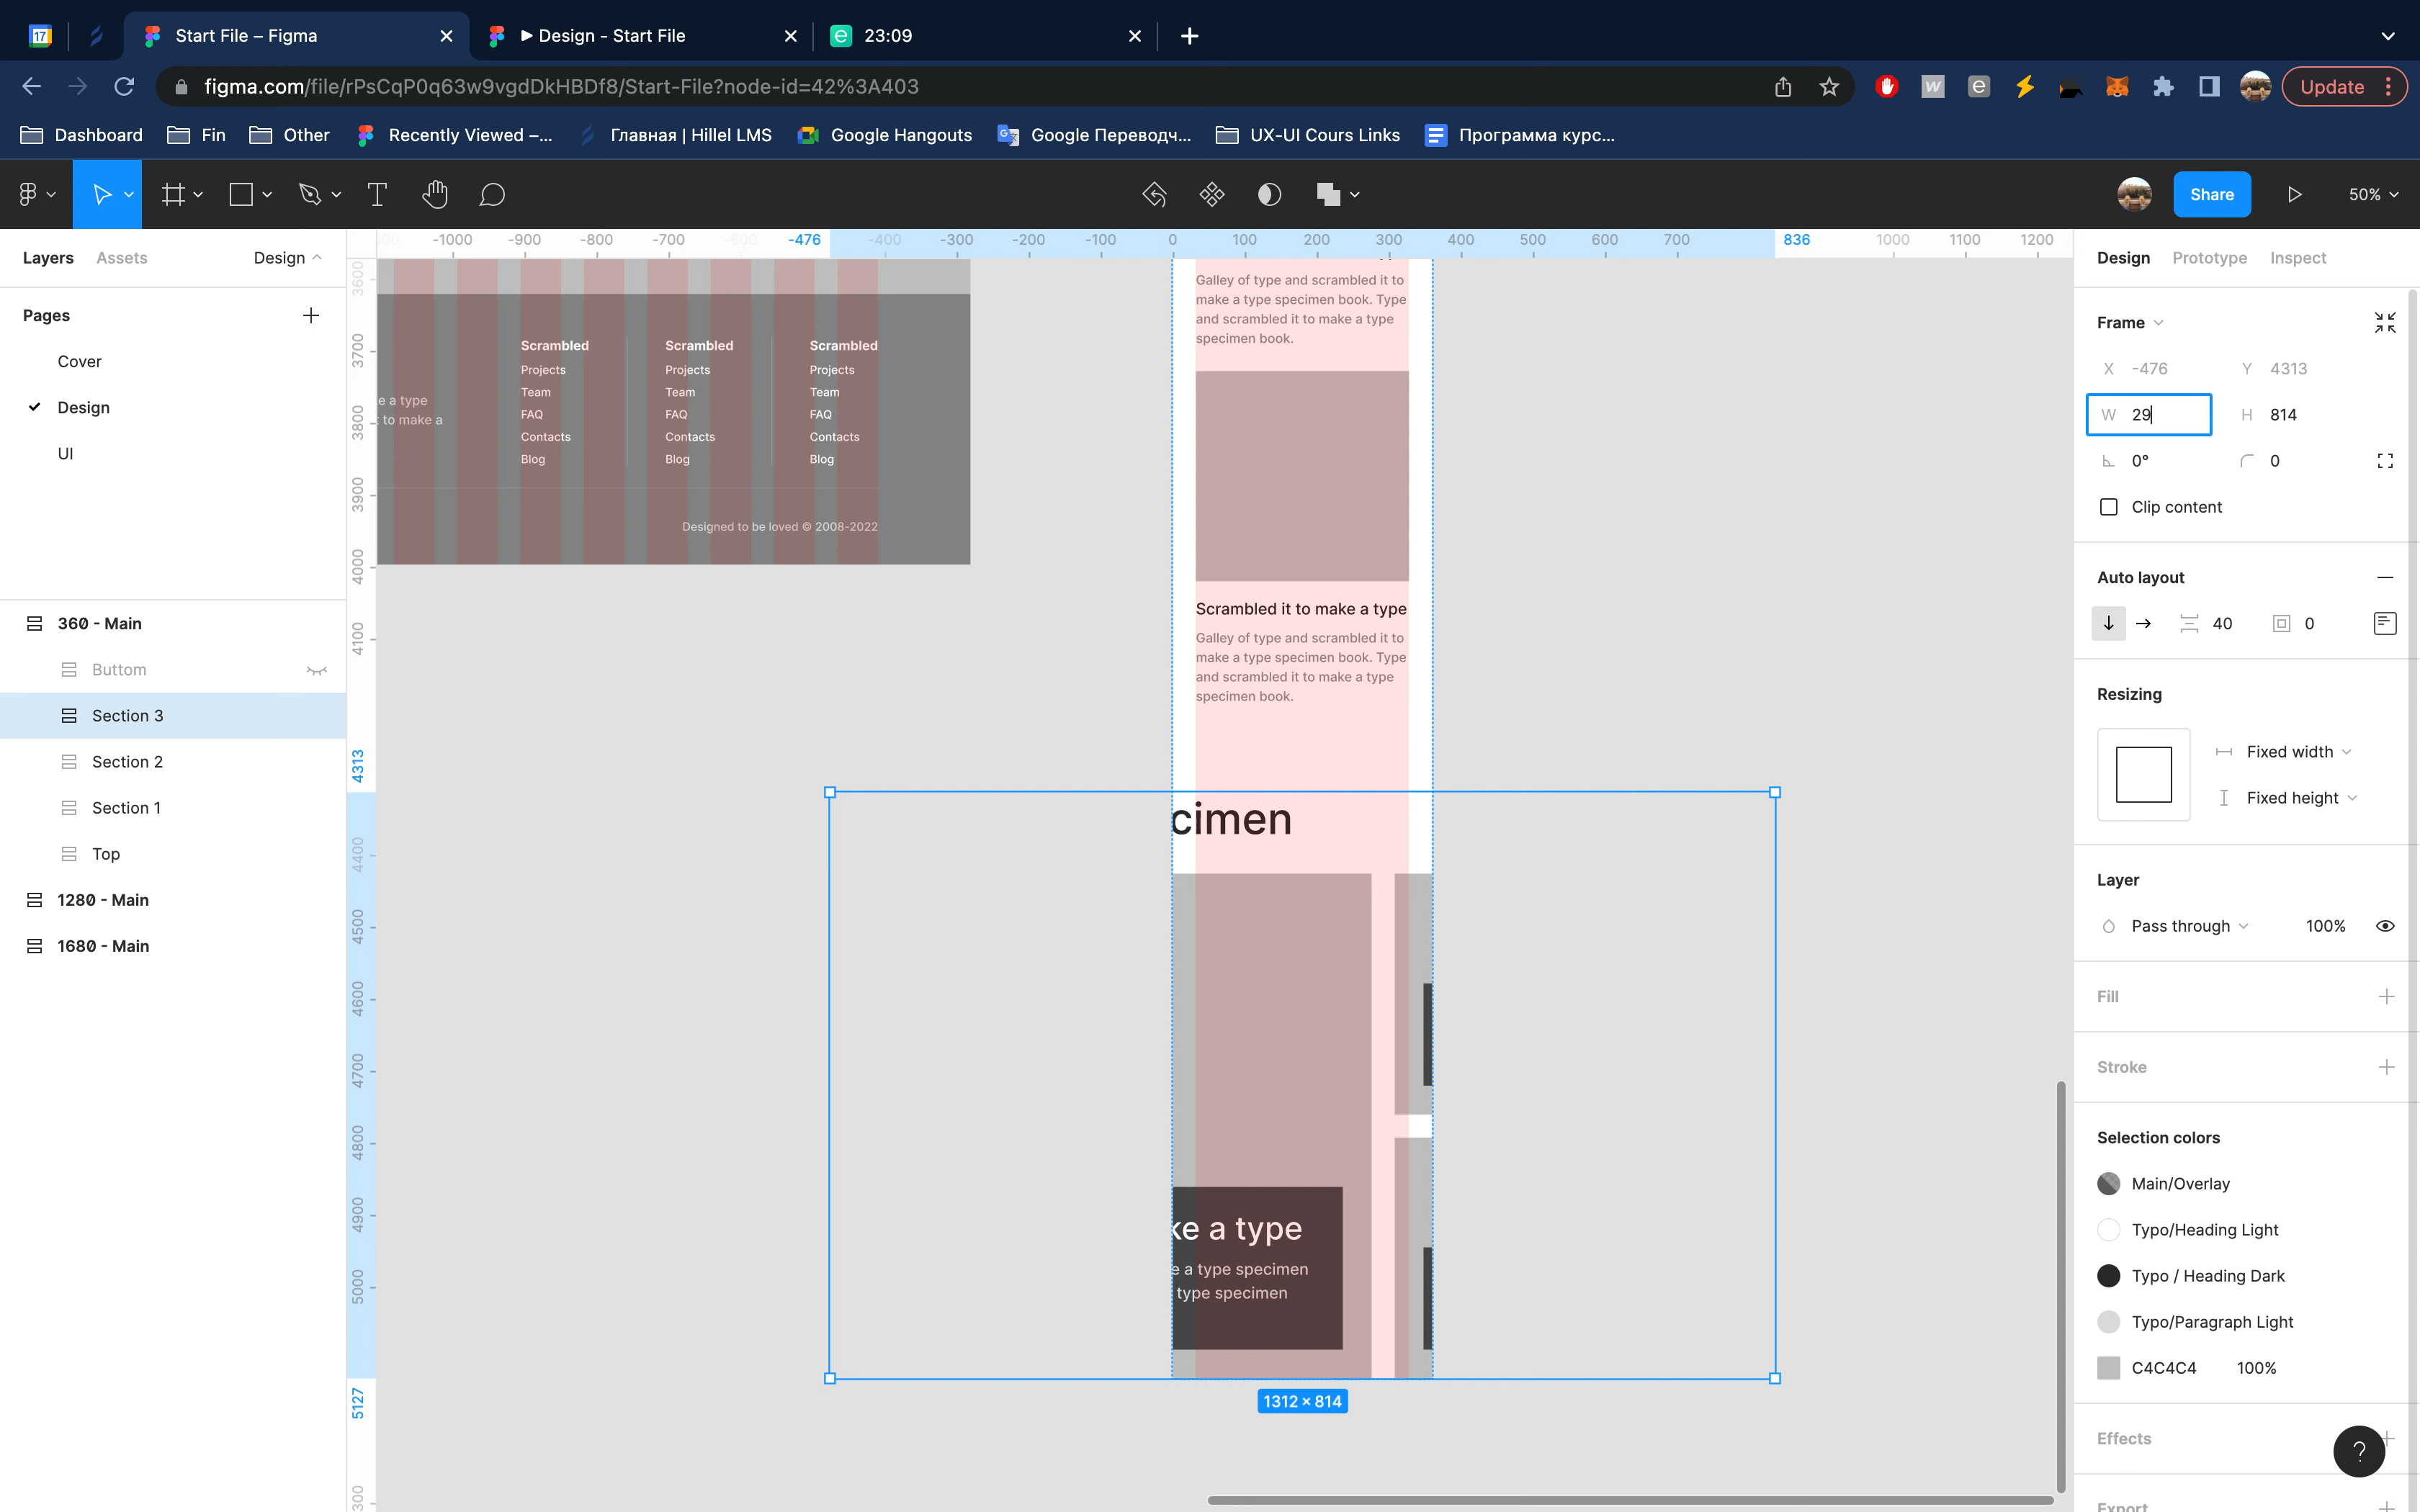 17
Start File – Figma
Design - Start File
23:09
figma.com/file/rPsCqP0q63w9vgdDkHBDf8/Start-File?node-id=42%3A403
Update
Dashboard
Fin
Other
Recently Viewed –...
Главная | Hillel LMS
Google Hangouts
Google Переводч...
UX-UI Cours Links
Программа курс...
Share
50%
Layers
Assets
Design
-1000
-900
-800
-700
-476
-400
-300
-200
-100
0
100
200
300
400
500
600
700
836
1000
1100
1200
Design
Prototype
Inspect
Pages
Cover
Design
UI
360 - Main
Buttom
Section 3
Section 2
Section 1
Top
1280 - Main
1680 - Main
3600
3700
3800
3900
4000
4100
4313
4400
4500
4600
4700
4800
4900
5000
5127
e a type
to make a
Scrambled
Projects
Team
FAQ
Contacts
Blog
Scrambled
Projects
Team
FAQ
Contacts
Blog
Scrambled
Projects
Team
FAQ
Contacts
Blog
Designed to be loved © 2008-2022
Galley of type and scrambled it to
make a type specimen book. Type
and scrambled it to make a type
specimen book.
Scrambled it to make a type
Galley of type and scrambled it to
make a type specimen book. Type
and scrambled it to make a type
specimen book.
cimen
ke a type
e a type specimen
type specimen
1312 × 814
Frame
X -476
Y 4313
W 29
H 814
0°
0
Clip content
Auto layout
40
0
Resizing
Fixed width
Fixed height
Layer
Pass through
100%
Fill
Stroke
Selection colors
Main/Overlay
Typo/Heading Light
Typo / Heading Dark
Typo/Paragraph Light
C4C4C4 100%
Effects
?
Export